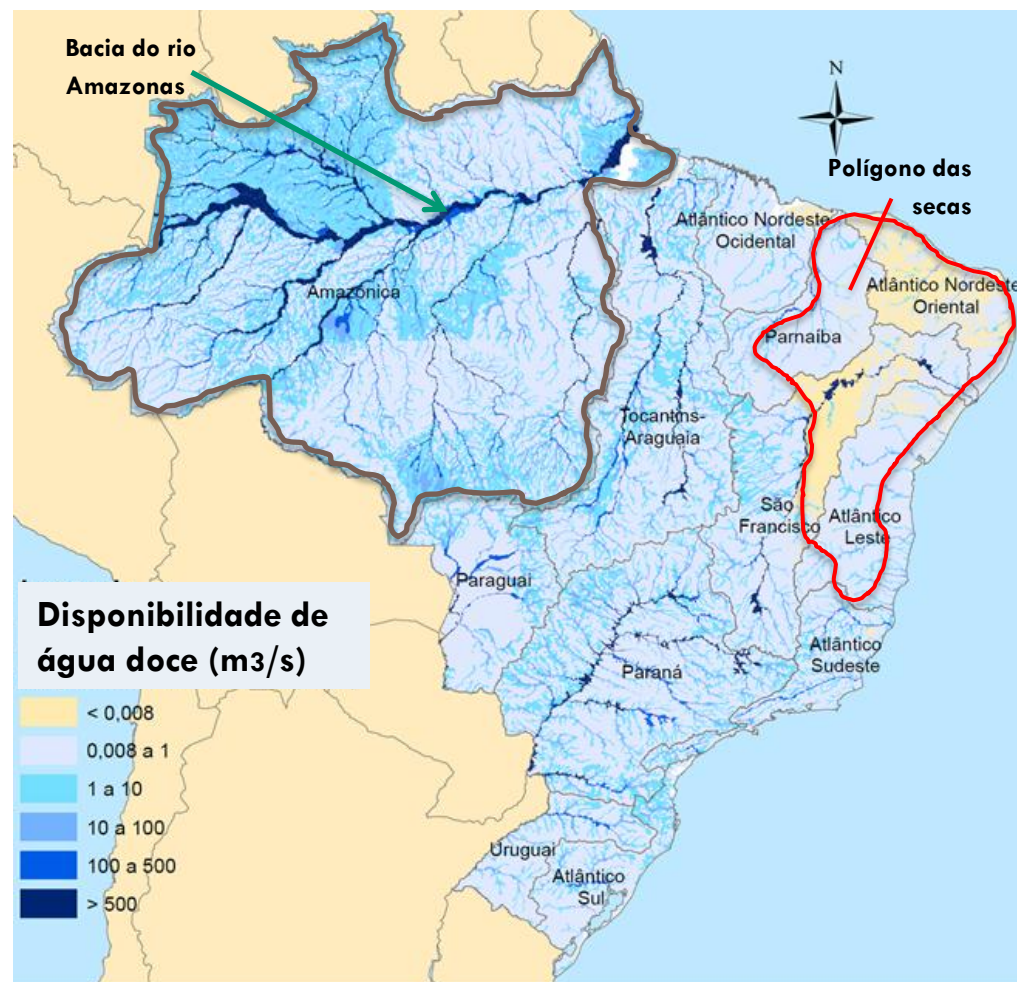 Bacia do rio
Amazonas
N
Polígono das
secas
Atlântico Nordeste
Ocidental
Atlântico Nordeste
Oriental
Amazônica
Parnaíba
Tocantins-
Araguaia
São
Francisco
Atlântico
Leste
Paraguai
Disponibilidade de
água doce (m3/s)
Atlântico
Sudeste
Paraná
< 0,008
0,008 a 1
1 a 10
10 a 100
100 a 500
> 500
Uruguai
Atlântico
Sul